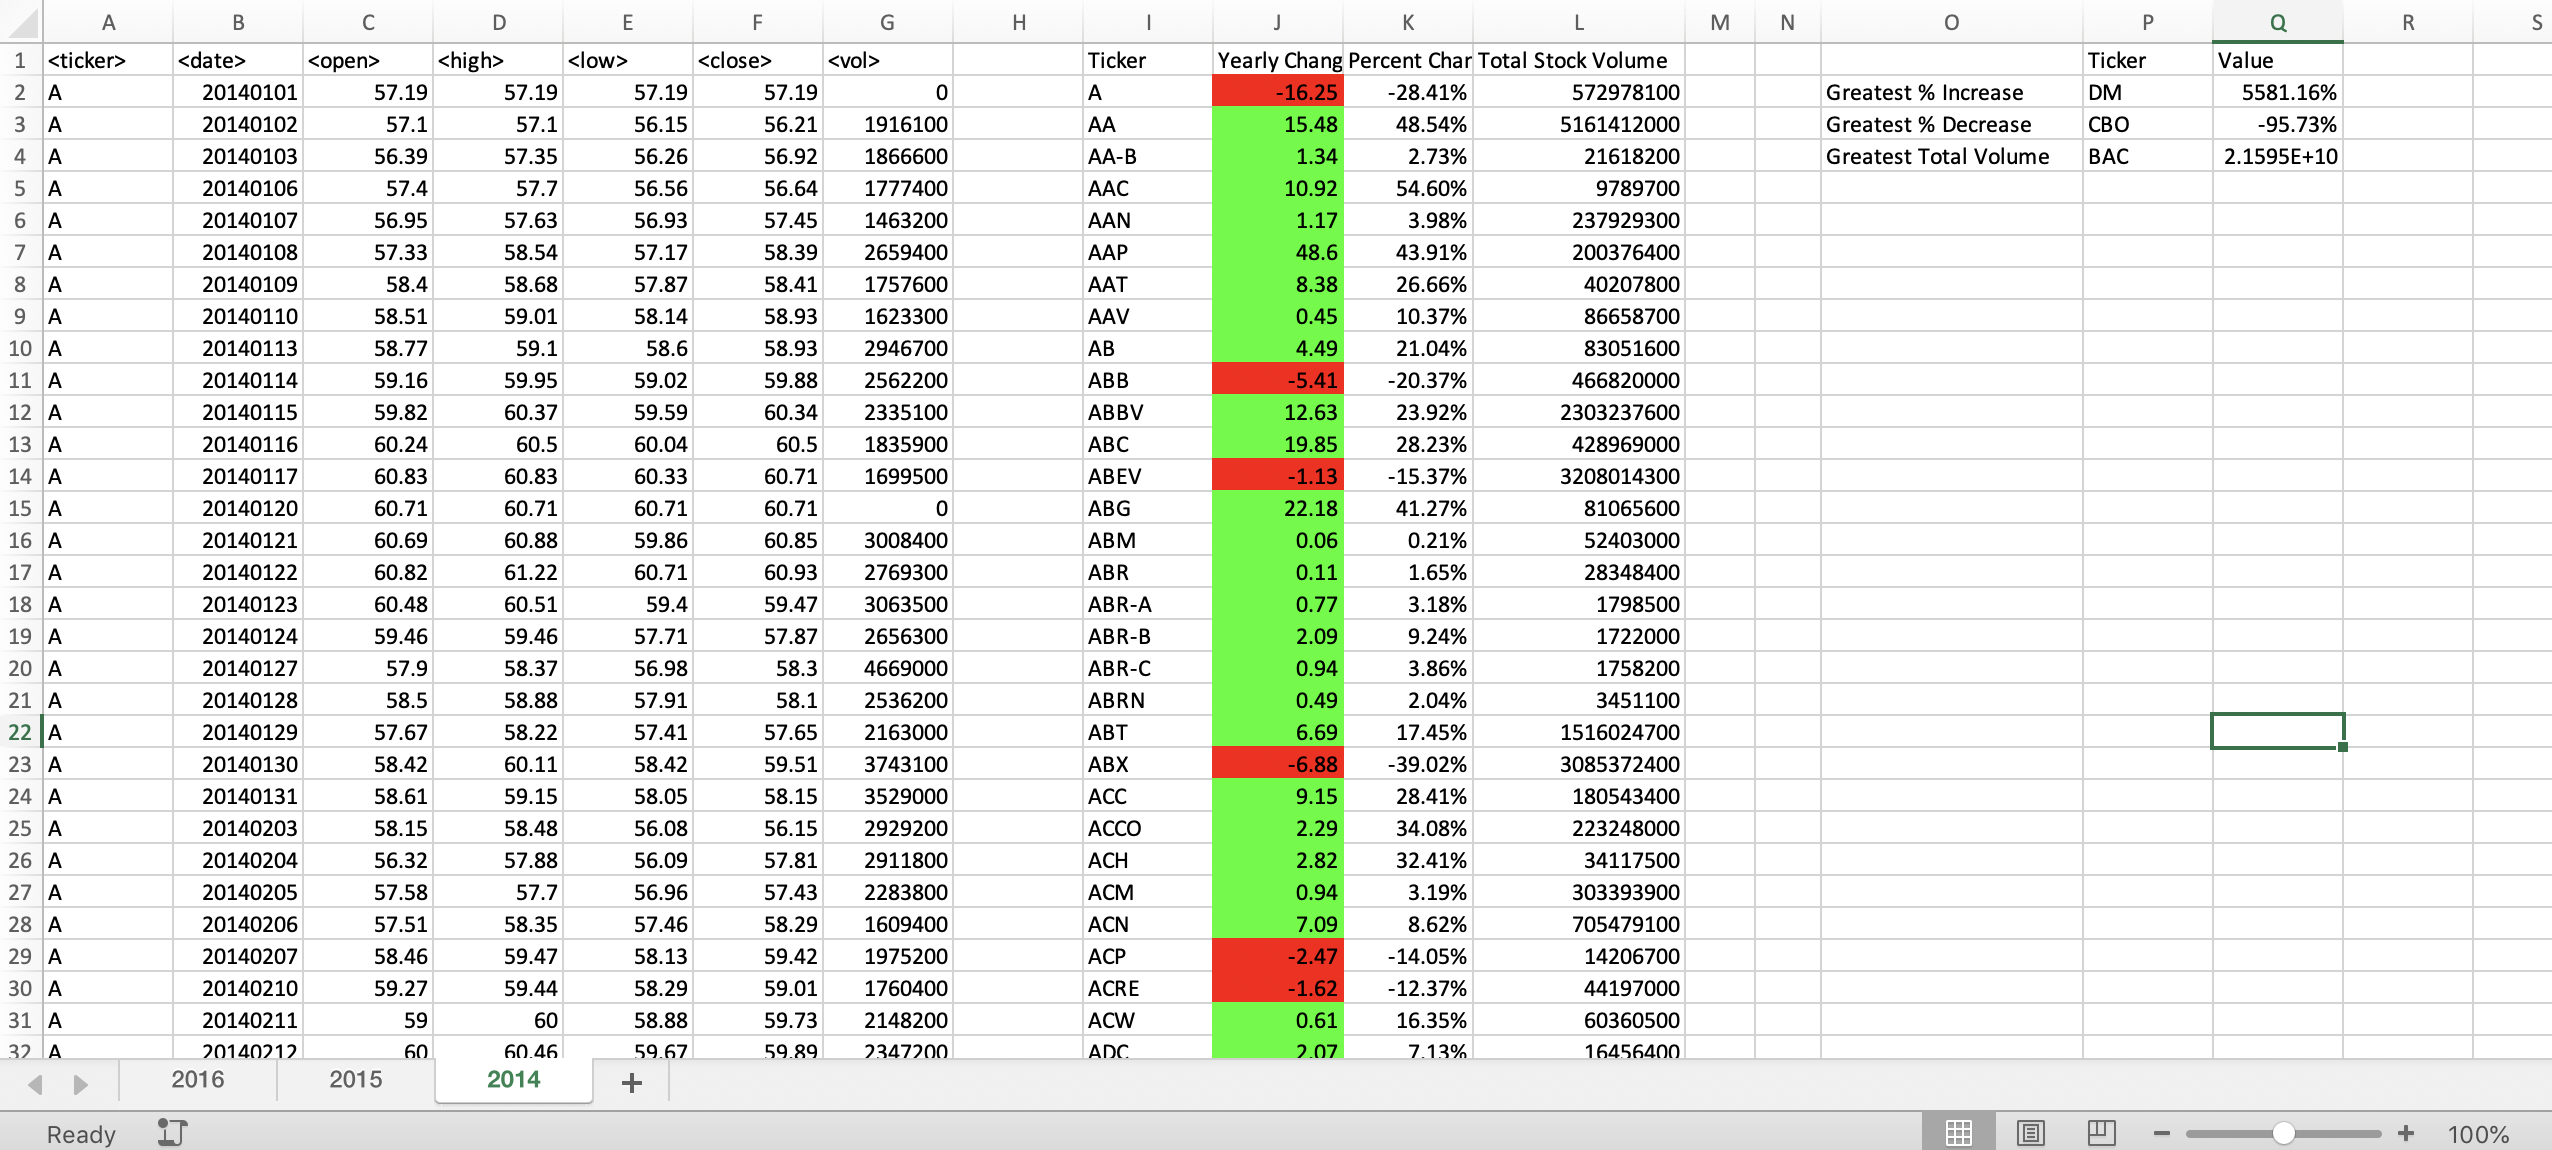 A B C D E F G H I J K L M N O P Q R S
1 <ticker> <date> <open> <high> <low> <close> <vol> Ticker Yearly Chang Percent Char Total Stock Volume Ticker Value
2 A 20140101 57.19 57.19 57.19 57.19 0 A -16.25 -28.41% 572978100 Greatest % Increase DM 5581.16%
3 A 20140102 57.1 57.1 56.15 56.21 1916100 AA 15.48 48.54% 5161412000 Greatest % Decrease CBO -95.73%
4 A 20140103 56.39 57.35 56.26 56.92 1866600 AA-B 1.34 2.73% 21618200 Greatest Total Volume BAC 2.1595E+10
5 A 20140106 57.4 57.7 56.56 56.64 1777400 AAC 10.92 54.60% 9789700
6 A 20140107 56.95 57.63 56.93 57.45 1463200 AAN 1.17 3.98% 237929300
7 A 20140108 57.33 58.54 57.17 58.39 2659400 AAP 48.6 43.91% 200376400
8 A 20140109 58.4 58.68 57.87 58.41 1757600 AAT 8.38 26.66% 40207800
9 A 20140110 58.51 59.01 58.14 58.93 1623300 AAV 0.45 10.37% 86658700
10 A 20140113 58.77 59.1 58.6 58.93 2946700 AB 4.49 21.04% 83051600
11 A 20140114 59.16 59.95 59.02 59.88 2562200 ABB -5.41 -20.37% 466820000
12 A 20140115 59.82 60.37 59.59 60.34 2335100 ABBV 12.63 23.92% 2303237600
13 A 20140116 60.24 60.5 60.04 60.5 1835900 ABC 19.85 28.23% 428969000
14 A 20140117 60.83 60.83 60.33 60.71 1699500 ABEV -1.13 -15.37% 3208014300
15 A 20140120 60.71 60.71 60.71 60.71 0 ABG 22.18 41.27% 81065600
16 A 20140121 60.69 60.88 59.86 60.85 3008400 ABM 0.06 0.21% 52403000
17 A 20140122 60.82 61.22 60.71 60.93 2769300 ABR 0.11 1.65% 28348400
18 A 20140123 60.48 60.51 59.4 59.47 3063500 ABR-A 0.77 3.18% 1798500
19 A 20140124 59.46 59.46 57.71 57.87 2656300 ABR-B 2.09 9.24% 1722000
20 A 20140127 57.9 58.37 56.98 58.3 4669000 ABR-C 0.94 3.86% 1758200
21 A 20140128 58.5 58.88 57.91 58.1 2536200 ABRN 0.49 2.04% 3451100
22 A 20140129 57.67 58.22 57.41 57.65 2163000 ABT 6.69 17.45% 1516024700
23 A 20140130 58.42 60.11 58.42 59.51 3743100 ABX -6.88 -39.02% 3085372400
24 A 20140131 58.61 59.15 58.05 58.15 3529000 ACC 9.15 28.41% 180543400
25 A 20140203 58.15 58.48 56.08 56.15 2929200 ACCO 2.29 34.08% 223248000
26 A 20140204 56.32 57.88 56.09 57.81 2911800 ACH 2.82 32.41% 34117500
27 A 20140205 57.58 57.7 56.96 57.43 2283800 ACM 0.94 3.19% 303393900
28 A 20140206 57.51 58.35 57.46 58.29 1609400 ACN 7.09 8.62% 705479100
29 A 20140207 58.46 59.47 58.13 59.42 1975200 ACP -2.47 -14.05% 14206700
30 A 20140210 59.27 59.44 58.29 59.01 1760400 ACRE -1.62 -12.37% 44197000
31 A 20140211 59 60 58.88 59.73 2148200 ACW 0.61 16.35% 60360500
32 A 20140212 60 60.46 59.67 59.89 2347200 ADC 2.07 7.13% 16456400
2016 2015 2014 +
Ready 100%